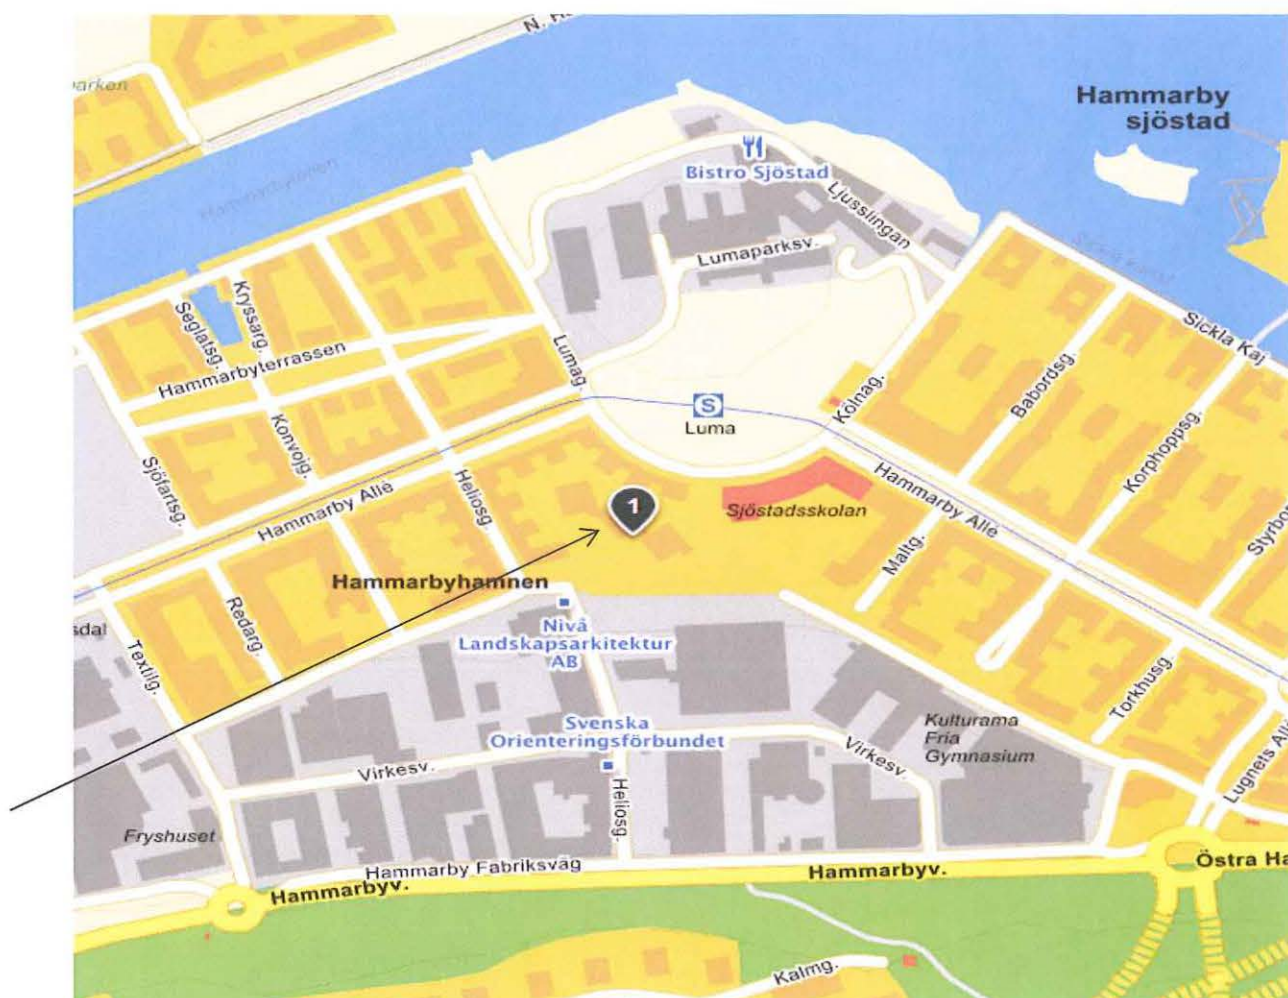 N.
parken
Hammarby
sjöstad
Bistro Sjöstad
Ljusslingan
Lumaparksv.
Kryssarg.
Seglatsg.
Sickla Kaj
Hammarbyterrassen
Lumag.
Babordsg.
Kölnag.
S
Luma
Konvojg.
Korphoppsg.
Sjöfartsg.
Heliosg.
Hammarby Allé
Hammarby Allé
1
Sjöstadsskolan
Maltg.
Hammarbyhamnen
Redarg.
Nivå
Landskapsarkitektur
AB
sdal
Textilg.
Torkhusg.
Svenska
Orienteringsförbundet
Kulturama
Fria
Gymnasium
Virkesv.
Virkesv.
Lugnets Allé
Heliosg.
Fryshuset
Hammarby Fabriksväg
Hammarbyv.
Hammarbyv.
Östra Ha
Kalmg.